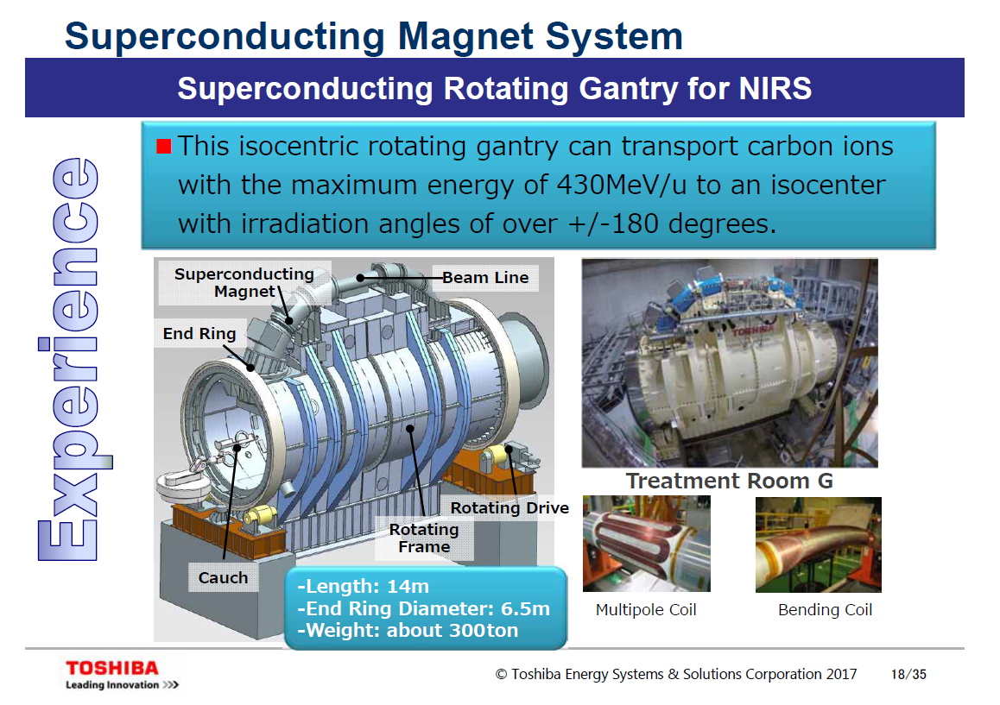 Superconducting Magnet System
Superconducting Rotating Gantry for NIRS
Experience
This isocentric rotating gantry can transport carbon ions
with the maximum energy of 430MeV/u to an isocenter
with irradiation angles of over +/-180 degrees.
Superconducting
Magnet
Beam Line
End Ring
Rotating Drive
Rotating
Frame
Cauch
-Length: 14m
-End Ring Diameter: 6.5m
-Weight: about 300ton
TOSHIBA
Treatment Room G
Multipole Coil
Bending Coil
TOSHIBA
Leading Innovation >>>
© Toshiba Energy Systems & Solutions Corporation 2017
18/35